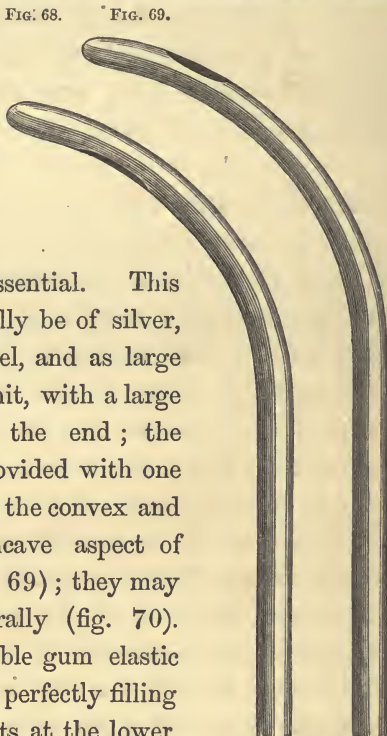 FIG. 68. FIG. 69.
ssential. This
lly be of silver,
el, and as large
nit, with a large
the end ; the
ovided with one
the convex and
ncave aspect of
69) ; they may
rally (fig. 70).
ble gum elastic
perfectly filling
ts at the lower